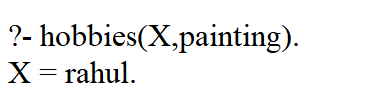 ?- hobbies(X,painting).
X = rahul.